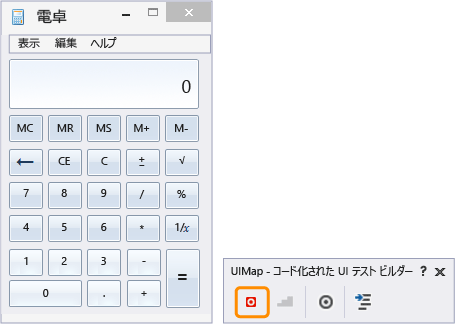 電卓
表示 編集 ヘルプ
0
MC MR MS M+ M-
← CE C ± √
7 8 9 / %
4 5 6 * 1/x
1 2 3 - =
0 . +
UIMap - コード化された UI テスト ビルダー ? ×